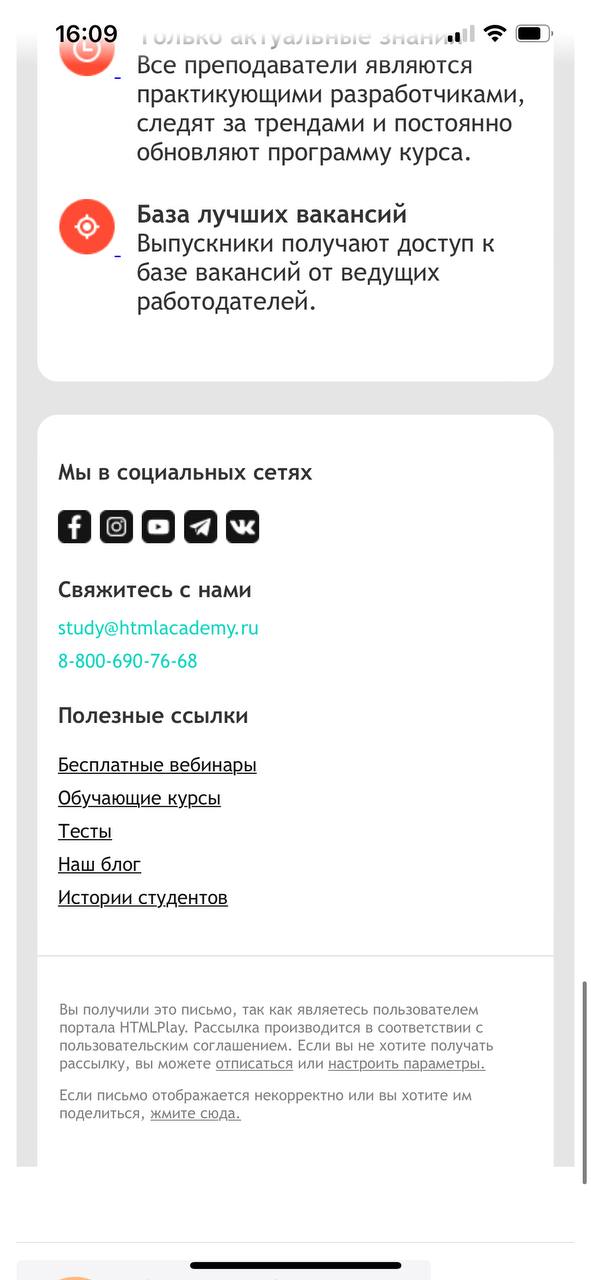 16:09
Только актуальные знания
Все преподаватели являются
практикующими разработчиками,
следят за трендами и постоянно
обновляют программу курса.
База лучших вакансий
Выпускники получают доступ к
базе вакансий от ведущих
работодателей.
Мы в социальных сетях
Свяжитесь с нами
study@htmlacademy.ru
8-800-690-76-68
Полезные ссылки
Бесплатные вебинары
Обучающие курсы
Тесты
Наш блог
Истории студентов
Вы получили это письмо, так как являетесь пользователем
портала HTMLPlay. Рассылка производится в соответствии с
пользовательским соглашением. Если вы не хотите получать
рассылку, вы можете отписаться или настроить параметры.
Если письмо отображается некорректно или вы хотите им
поделиться, жмите сюда.